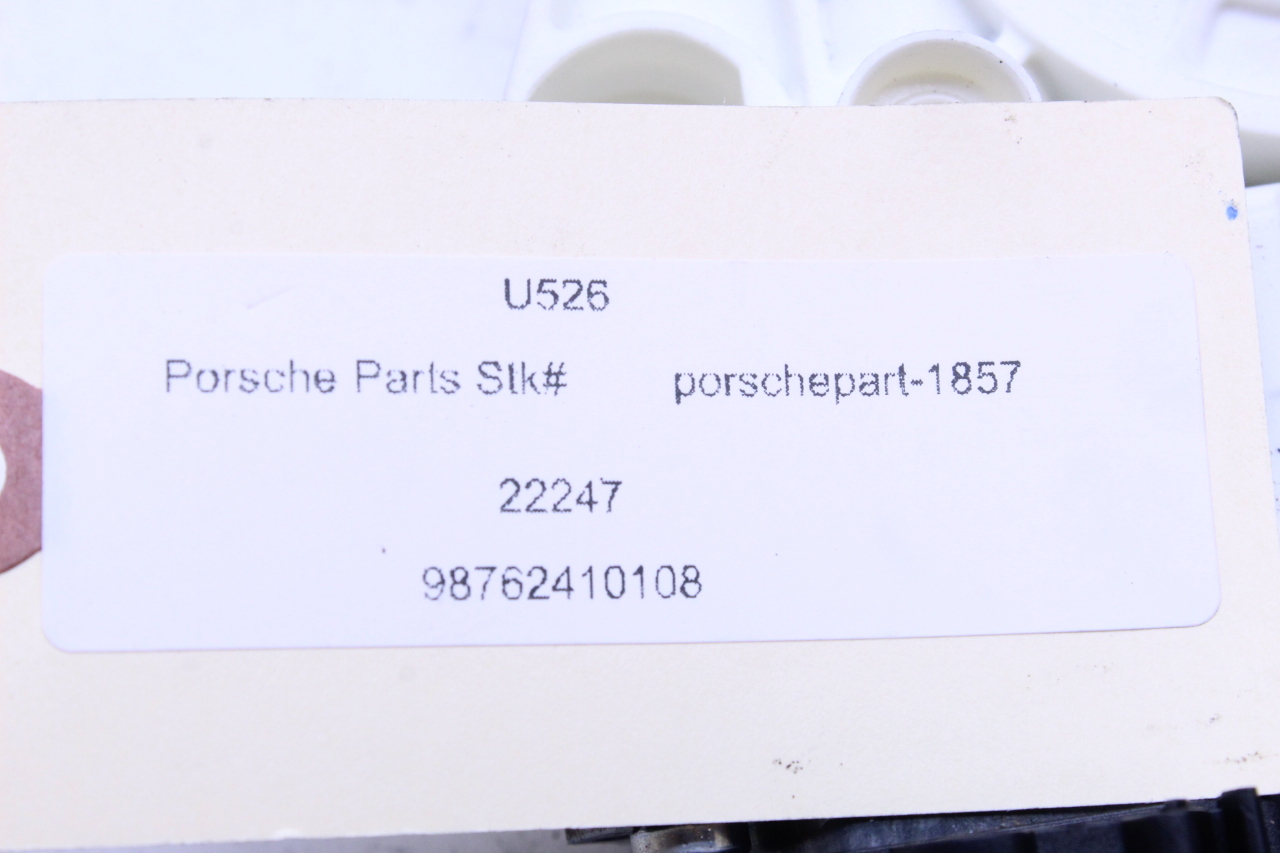 U526
Porsche Parts Stk# porschepart-1857
22247
98762410108